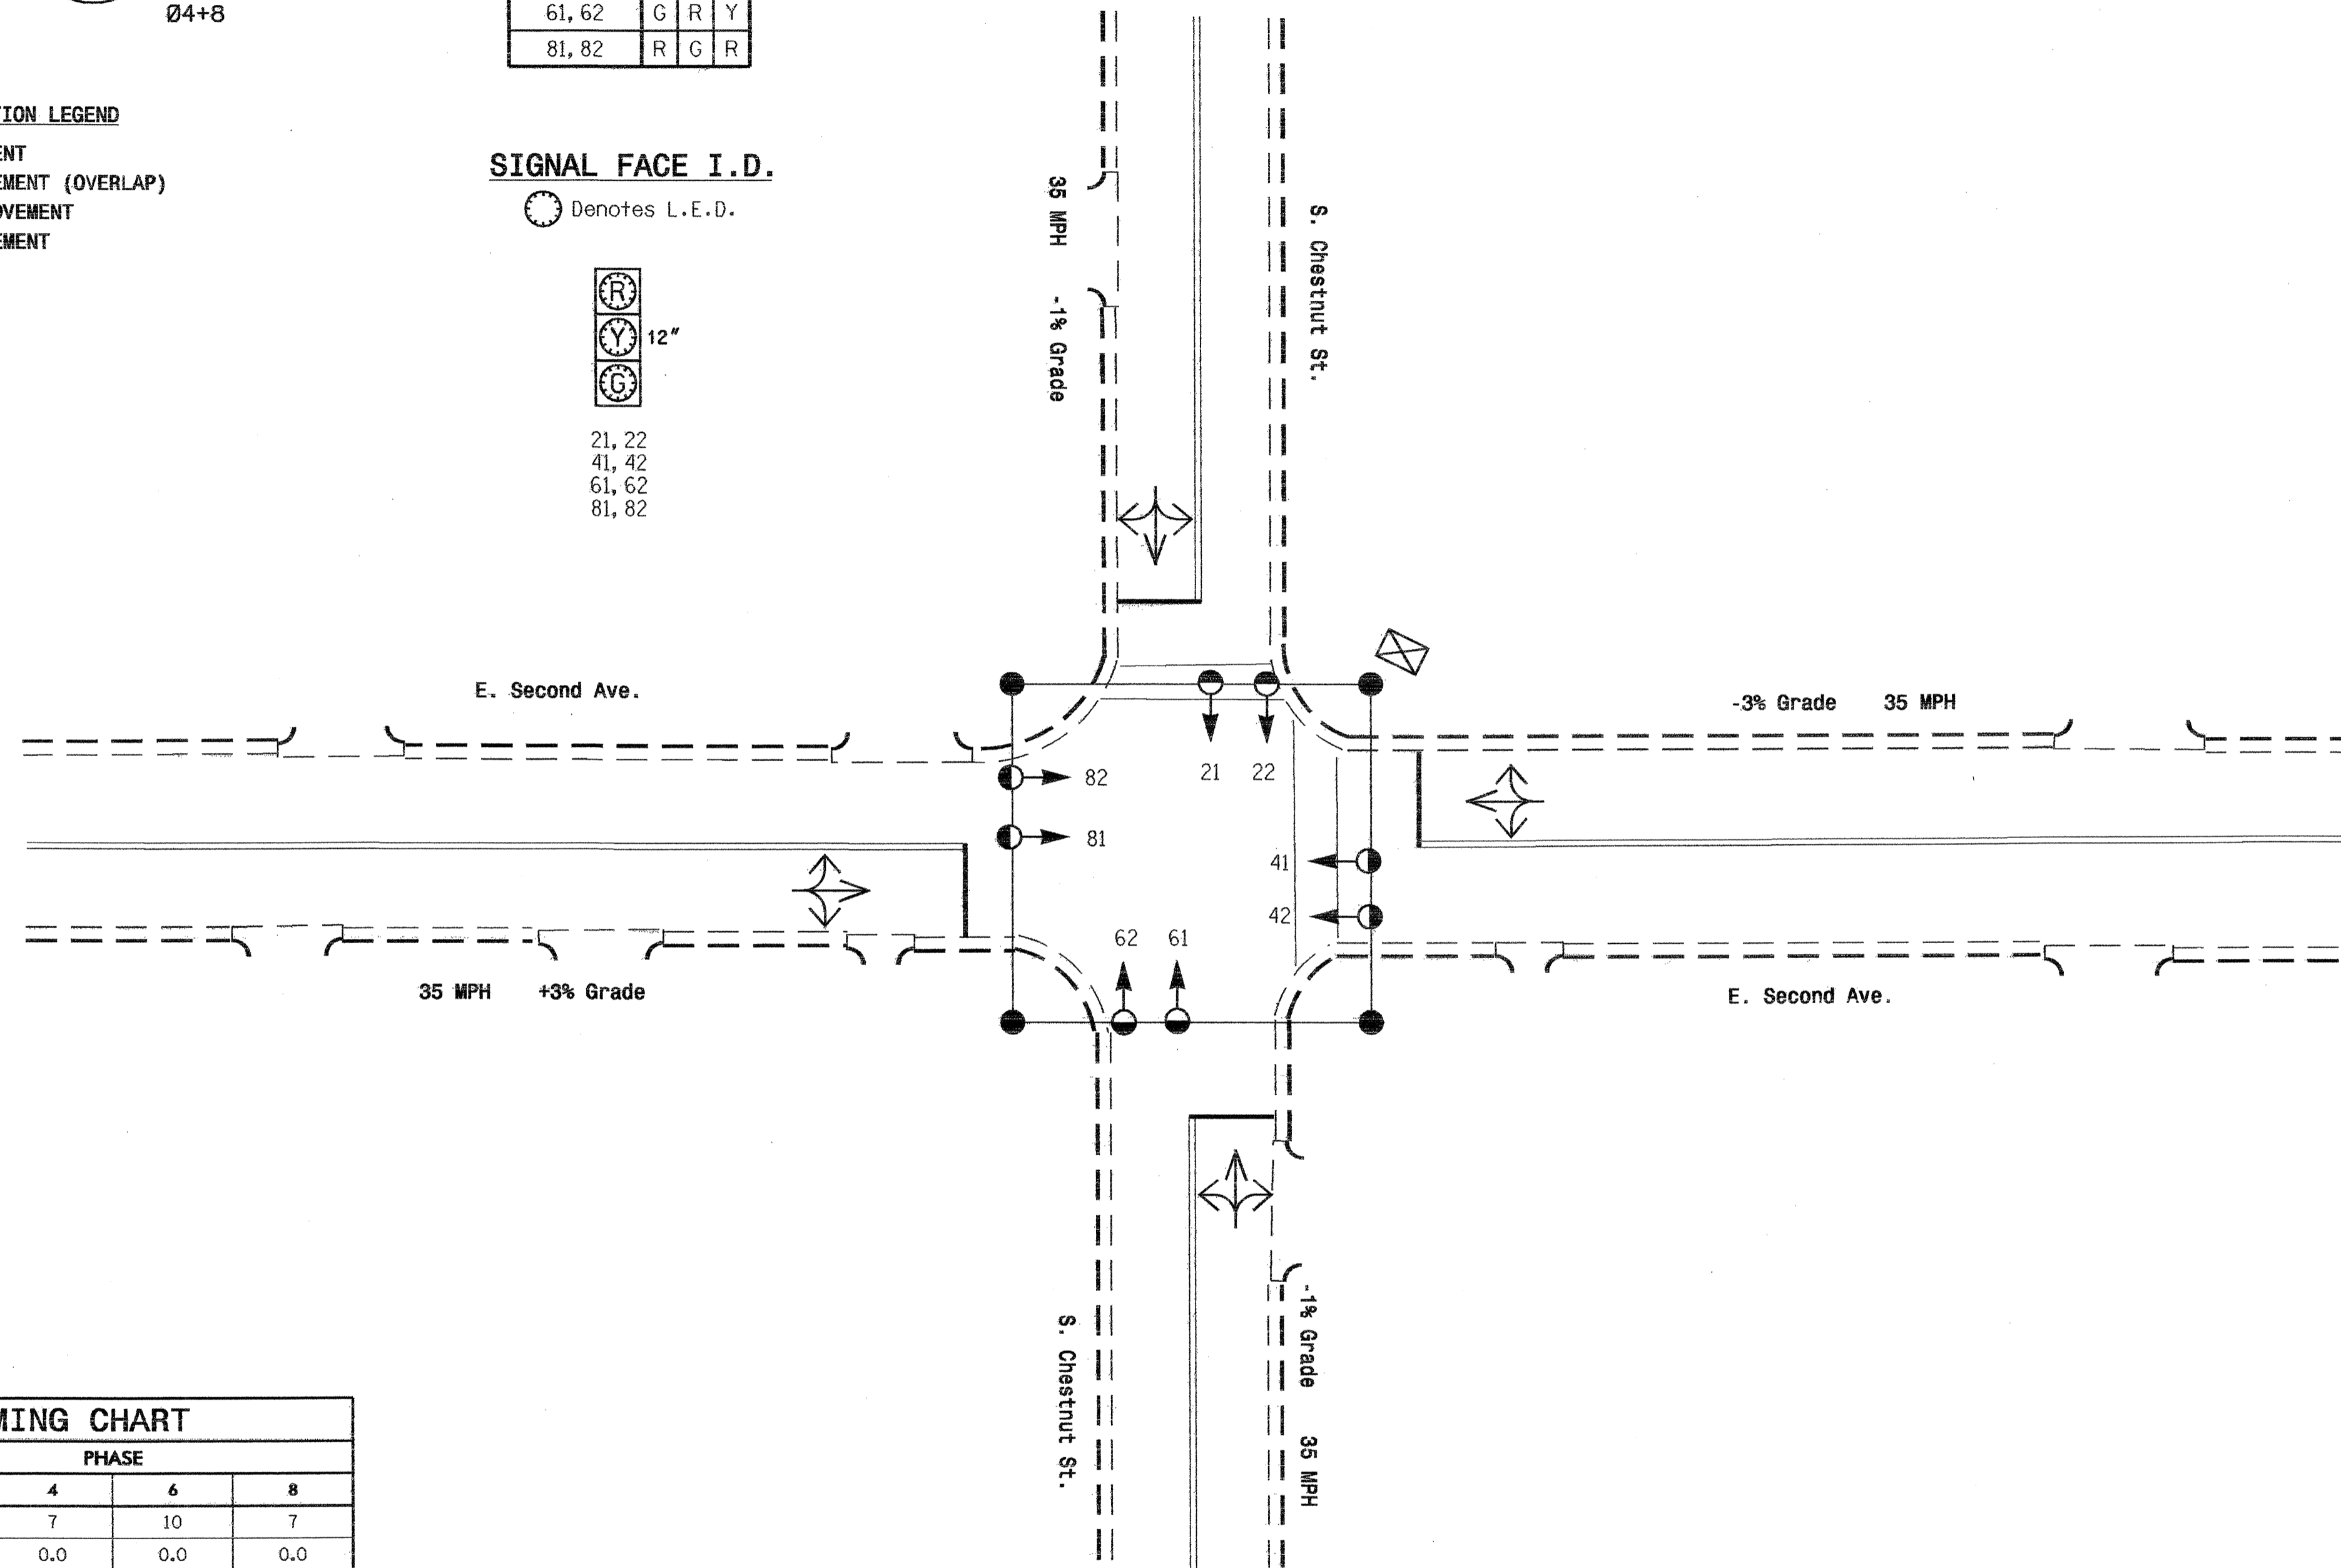 Ø4+8
61, 62 G R Y
81, 82 R G R
TION LEGEND
ENT
EMENT (OVERLAP)
OVEMENT
EMENT
SIGNAL FACE I.D.
Denotes L.E.D.
R
Y 12"
G
21, 22
41, 42
61, 62
81, 82
35 MPH -1% Grade
S. Chestnut St.
E. Second Ave.
-3% Grade 35 MPH
82
21 22
81
41
42
62 61
35 MPH +3% Grade
E. Second Ave.
S. Chestnut St.
-1% Grade 35 MPH
MING CHART
PHASE
4 6 8
7 10 7
0.0 0.0 0.0